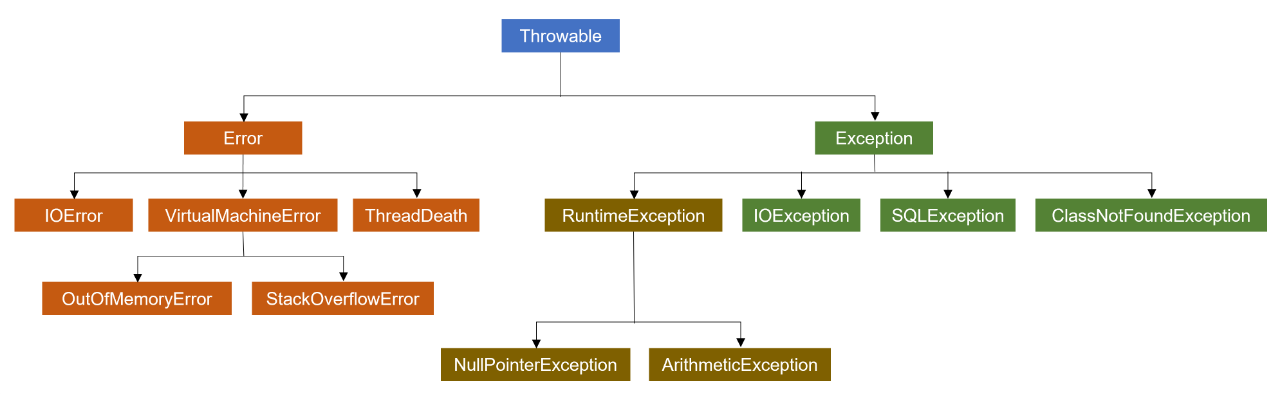 Throwable
Error
Exception
IOError
VirtualMachineError
ThreadDeath
RuntimeException
IOException
SQLException
ClassNotFoundException
OutOfMemoryError
StackOverflowError
NullPointerException
ArithmeticException